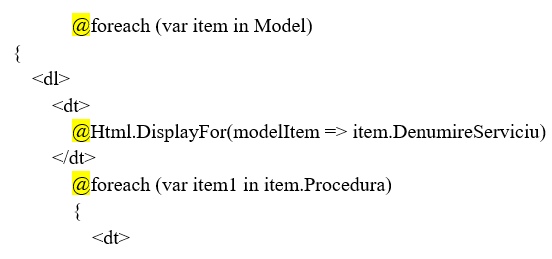 @foreach (var item in Model)
{
<dl>
<dt>
@Html.DisplayFor(modelItem => item.DenumireServiciu)
</dt>
@foreach (var item1 in item.Procedura)
{
<dt>